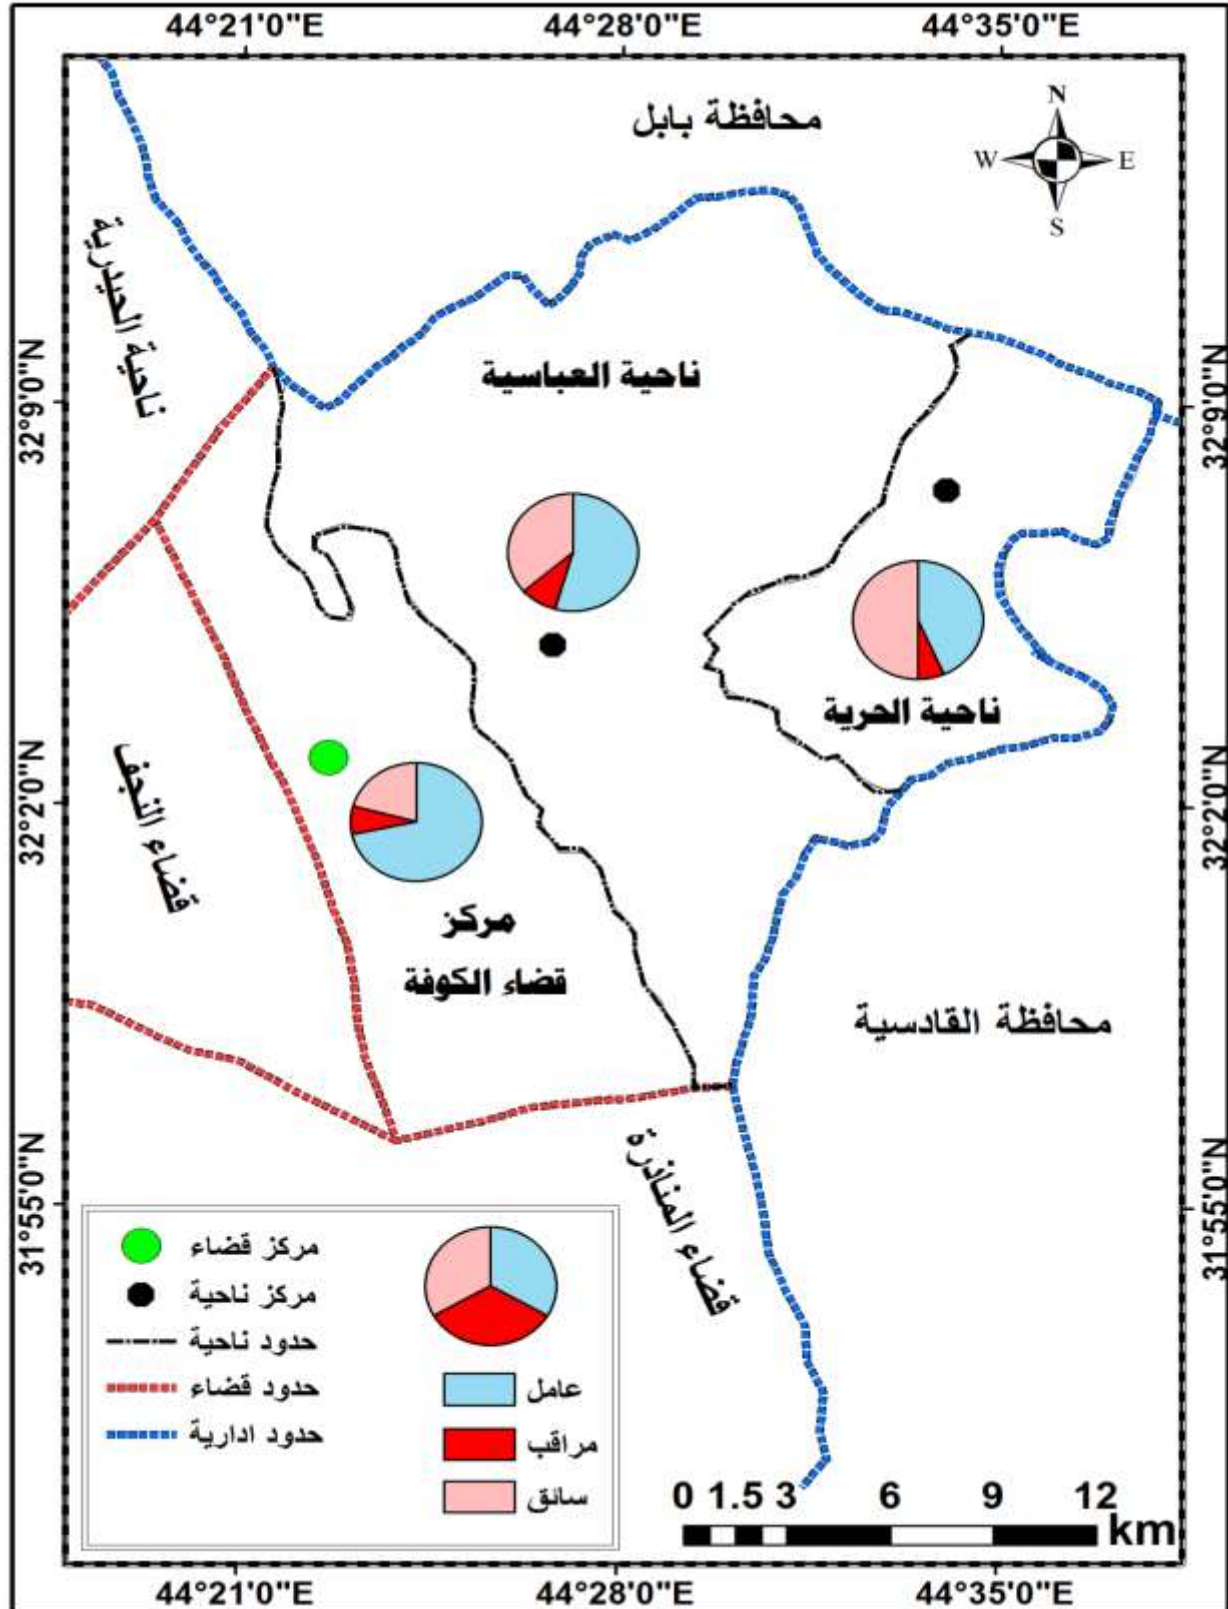 44°21'0"E 44°28'0"E 44°35'0"E
محافظة بابل
N
W E
S
ناحية الحيدرية
ناحية العباسية
32°9'0"N 32°9'0"N
ناحية الحرية
قضاء النجف
32°2'0"N 32°2'0"N
مركز
قضاء الكوفة
محافظة القادسية
قضاء المناذرة
31°55'0"N 31°55'0"N
مركز قضاء
مركز ناحية
حدود ناحية
حدود قضاء
حدود ادارية
عامل
مراقب
سائق
0 1.5 3 6 9 12
km
44°21'0"E 44°28'0"E 44°35'0"E